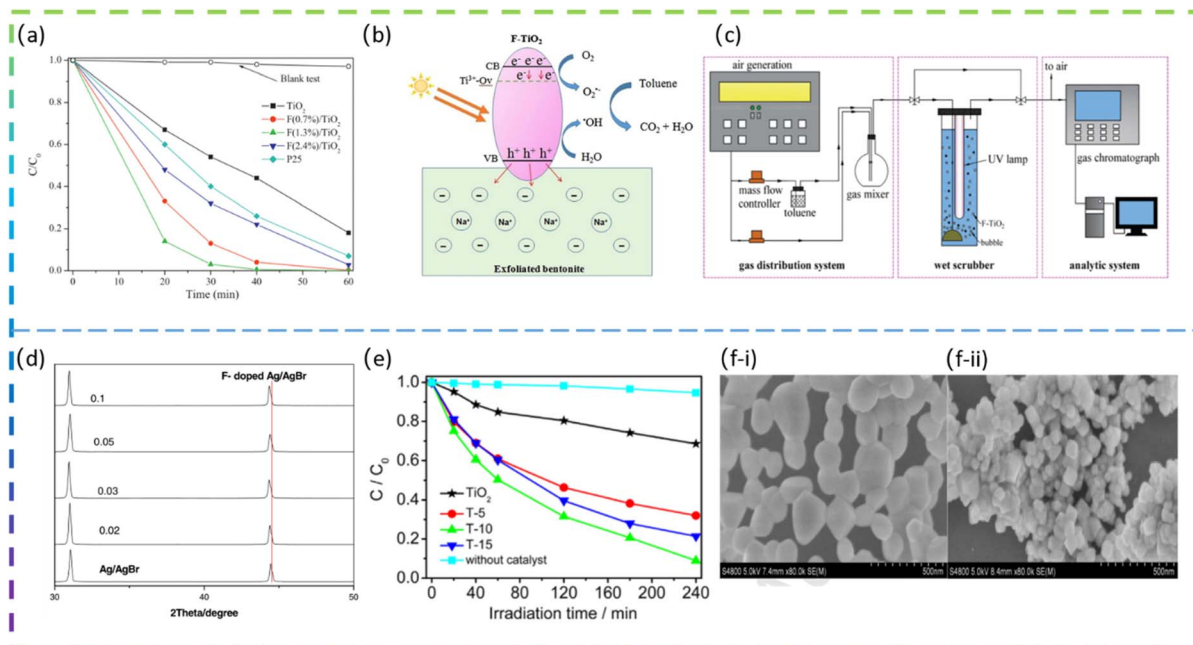 (a)
C/C0
1.0
0.8
0.6
0.4
0.2
0.0
Blank test
TiO2
F(0.7%)/TiO2
F(1.3%)/TiO2
F(2.4%)/TiO2
P25
0 10 20 30 40 50 60
Time (min)
(b)
F-TiO2
CB
e- e- e-
e- e-
Ti3+-Ov
VB
h+ h+ h+
O2
O2•-
•OH
H2O
Toluene
CO2 + H2O
Na+ Na+ Na+ Na+
Exfoliated bentonite
(c)
air generation
mass flow
controller
toluene
gas mixer
gas distribution system
UV lamp
F-TiO2
bubble
wet scrubber
to air
gas chromatograph
analytic system
(d)
F- doped Ag/AgBr
0.1
0.05
0.03
0.02
Ag/AgBr
30 40 50
2Theta/degree
(e)
C / C0
1.0
0.8
0.6
0.4
0.2
0.0
TiO2
T-5
T-10
T-15
without catalyst
0 40 80 120 160 200 240
Irradiation time / min
(f-i)
S4800 5.0kV 7.4mm x80.0k SE(M) 500nm
(f-ii)
S4800 5.0kV 8.4mm x80.0k SE(M) 500nm